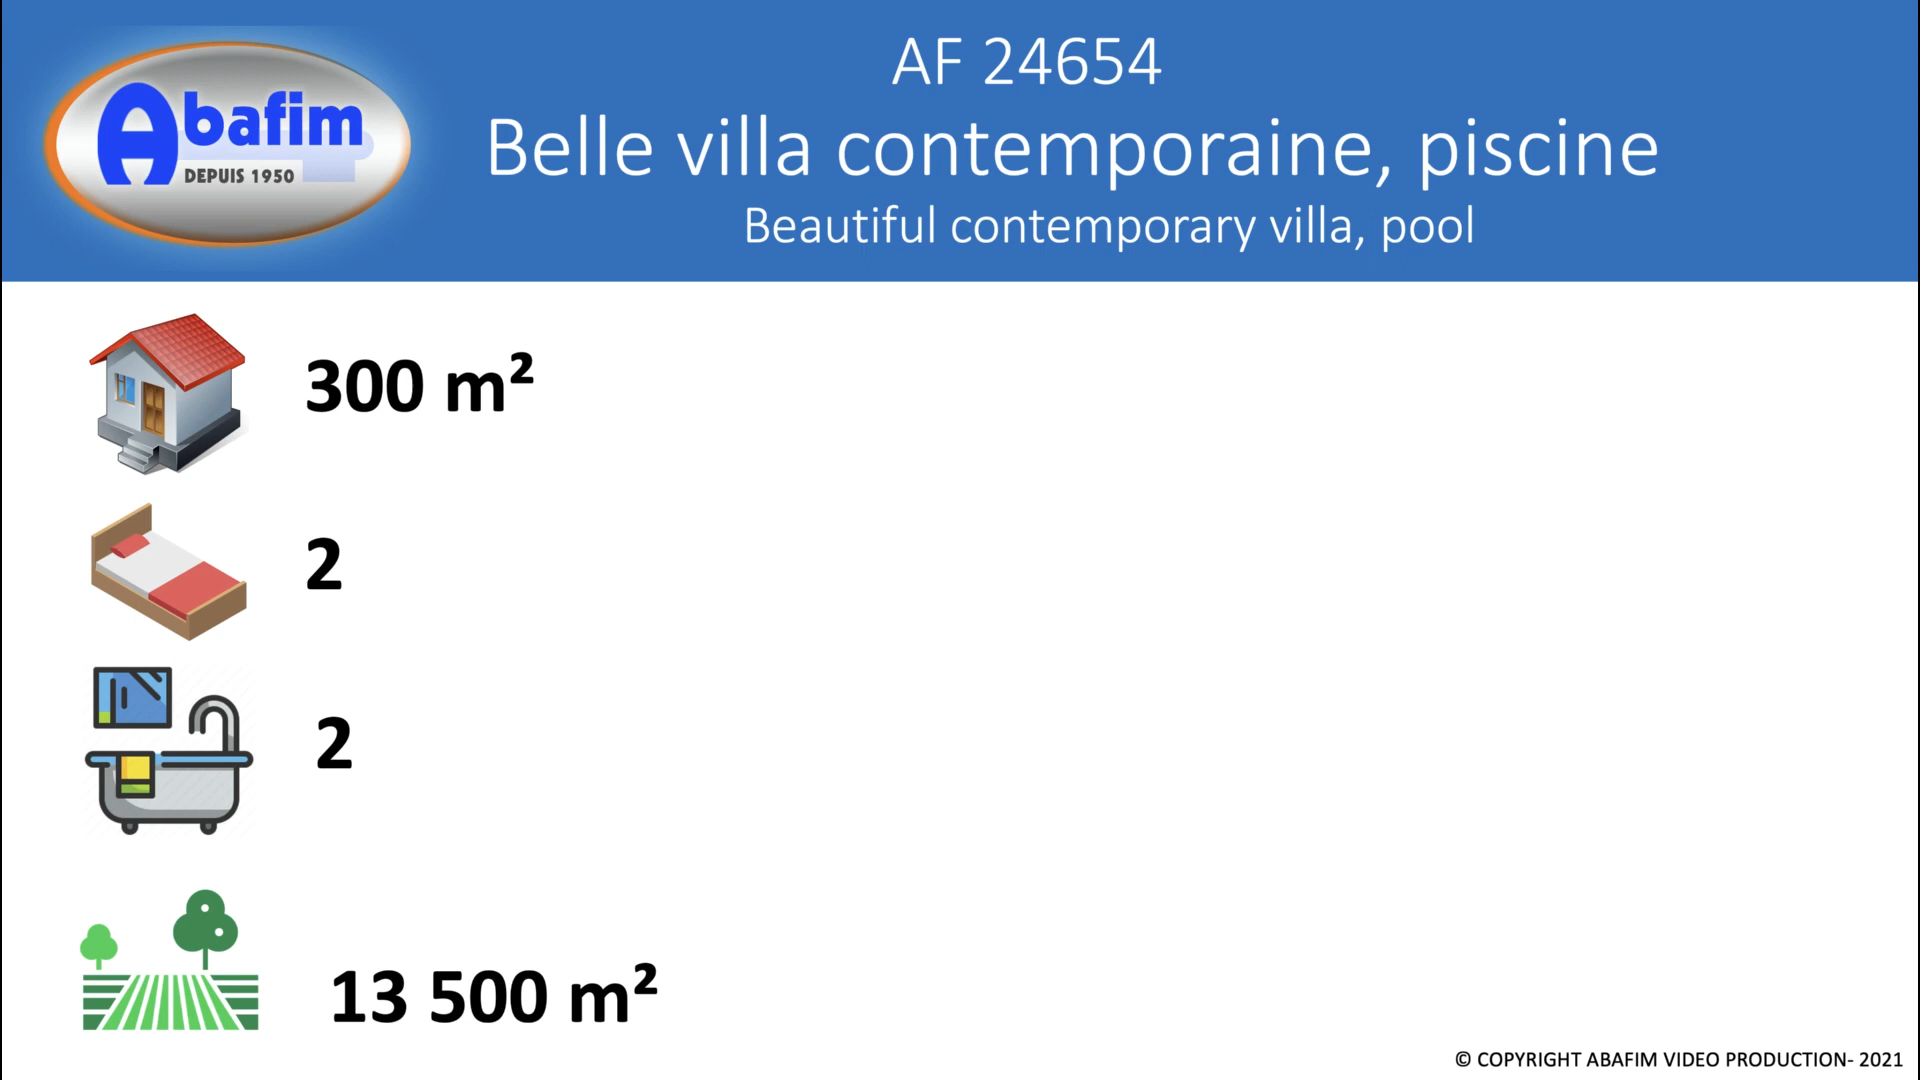 Abafim
DEPUIS 1950
AF 24654
Belle villa contemporaine, piscine
Beautiful contemporary villa, pool
300 m²
2
2
13 500 m²
© COPYRIGHT ABAFIM VIDEO PRODUCTION- 2021